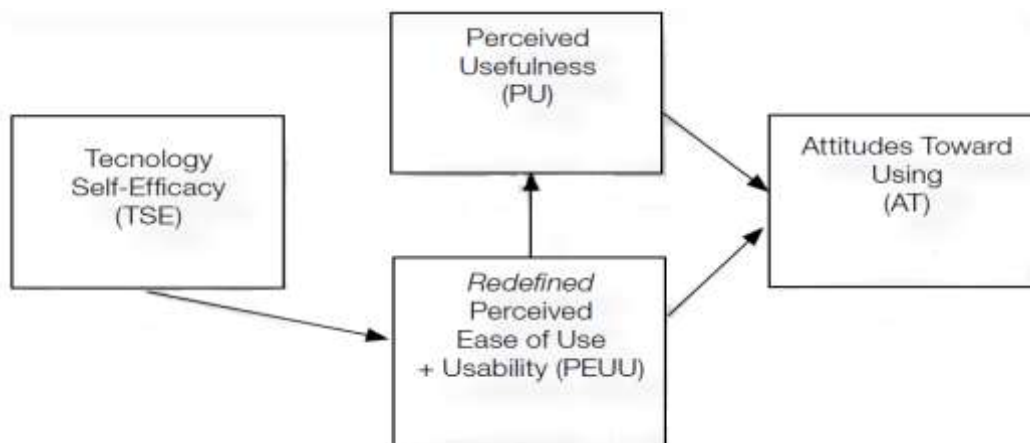 Perceived
Usefulness
(PU)
Tecnology
Self-Efficacy
(TSE)
Attitudes Toward
Using
(AT)
Redefined
Perceived
Ease of Use
+ Usability (PEUU)